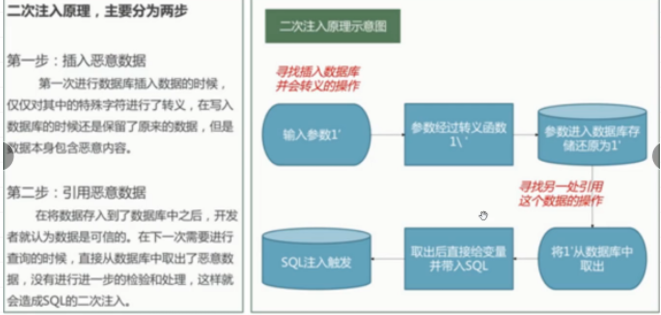 二次注入原理，主要分为两步
第一步：插入恶意数据
第一次进行数据库插入数据的时候，
仅仅对其中的特殊字符进行了转义，在写入
数据库的时候还是保留了原来的数据，但是
数据本身包含恶意内容。
第二步：引用恶意数据
在将数据存入到了数据库中之后，开发
者就认为数据是可信的。在下一次需要进行
查询的时候，直接从数据库中取出了恶意数
据，没有进行进一步的检验和处理，这样就
会造成SQL的二次注入。
二次注入原理示意图
寻找插入数据库
并会转义的操作
输入参数1'
参数经过转义函数
1\ '
参数进入数据库存
储还原为1'
寻找另一处引用
这个数据的操作
将1'从数据库中
取出
取出后直接给变量
并带入SQL
SQL注入触发